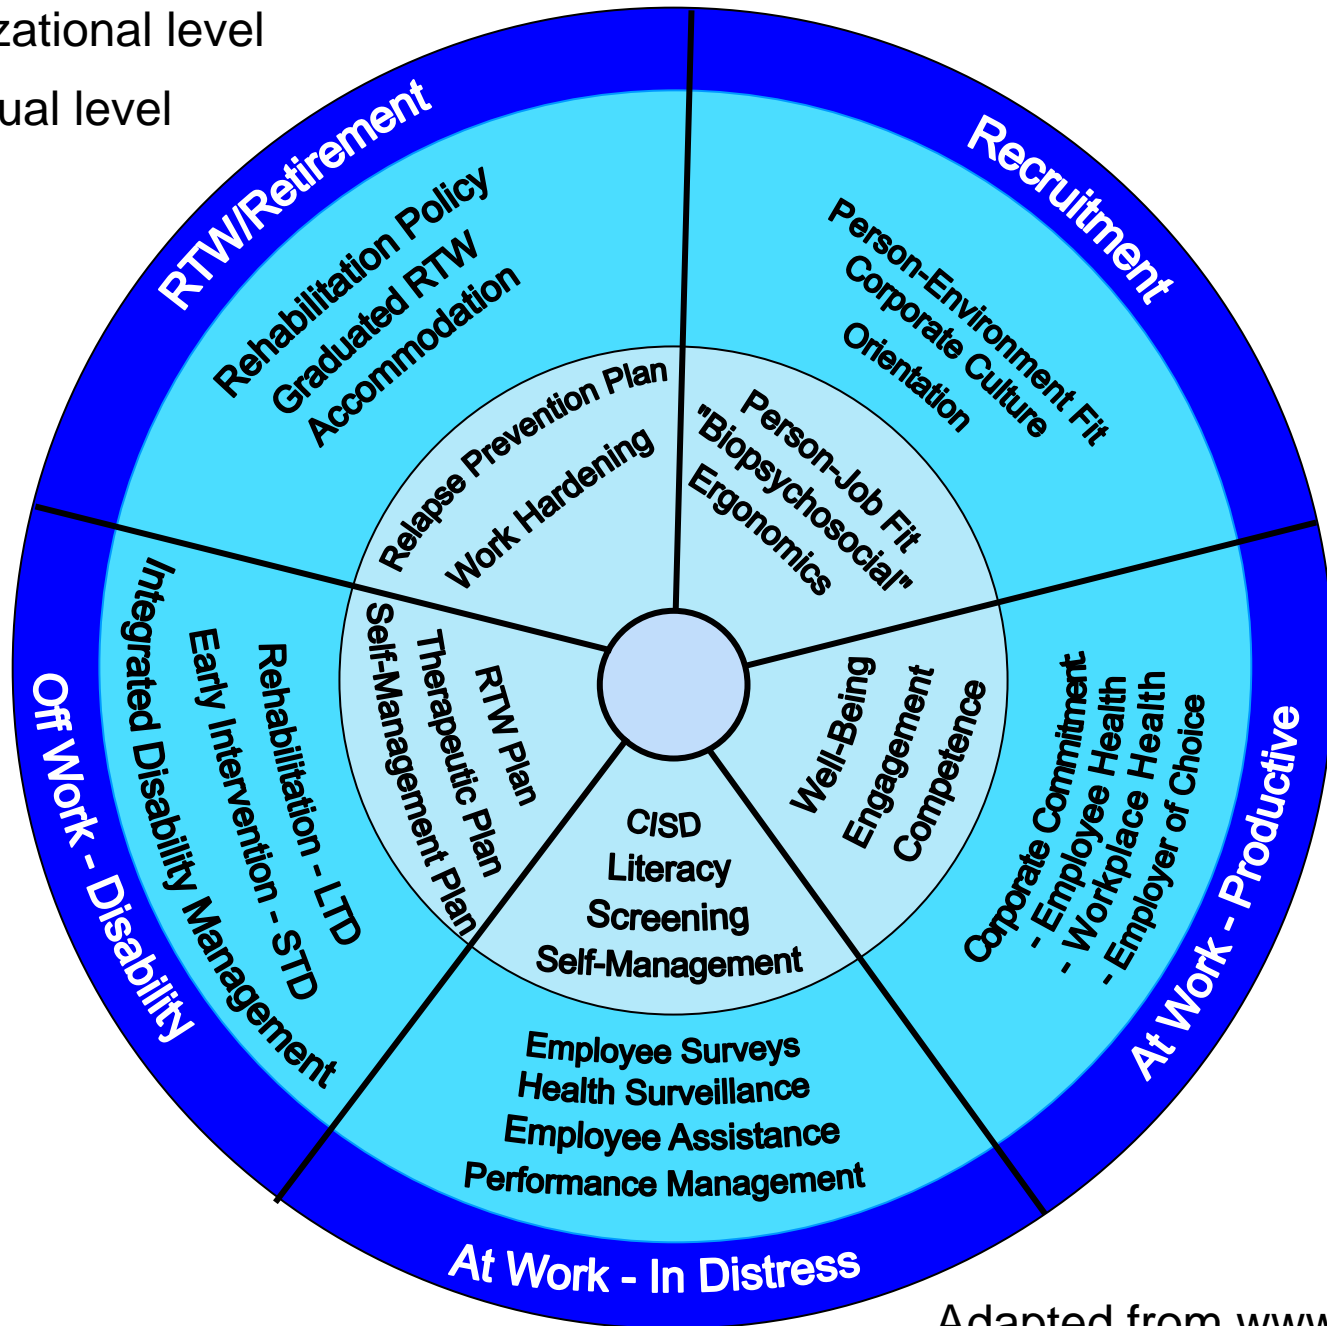 zational level
ual level
RTW/Retirement
Rehabilitation Policy
Graduated RTW
Accommodation
Relapse Prevention Plan
Work Hardening
Recruitment
Person-Environment Fit
Corporate Culture
Orientation
Person-Job Fit
"Biopsychosocial"
Ergonomics
At Work - Productive
Corporate Commitment
- Employee Health
- Workplace Health
- Employer of Choice
Well-Being
Engagement
Competence
At Work - In Distress
CISD
Literacy
Screening
Self-Management
Employee Surveys
Health Surveillance
Employee Assistance
Performance Management
Off Work - Disability
Integrated Disability Management
Early Intervention - STD
Rehabilitation - LTD
Self-Management Plan
Therapeutic Plan
RTW Plan
Adapted from www